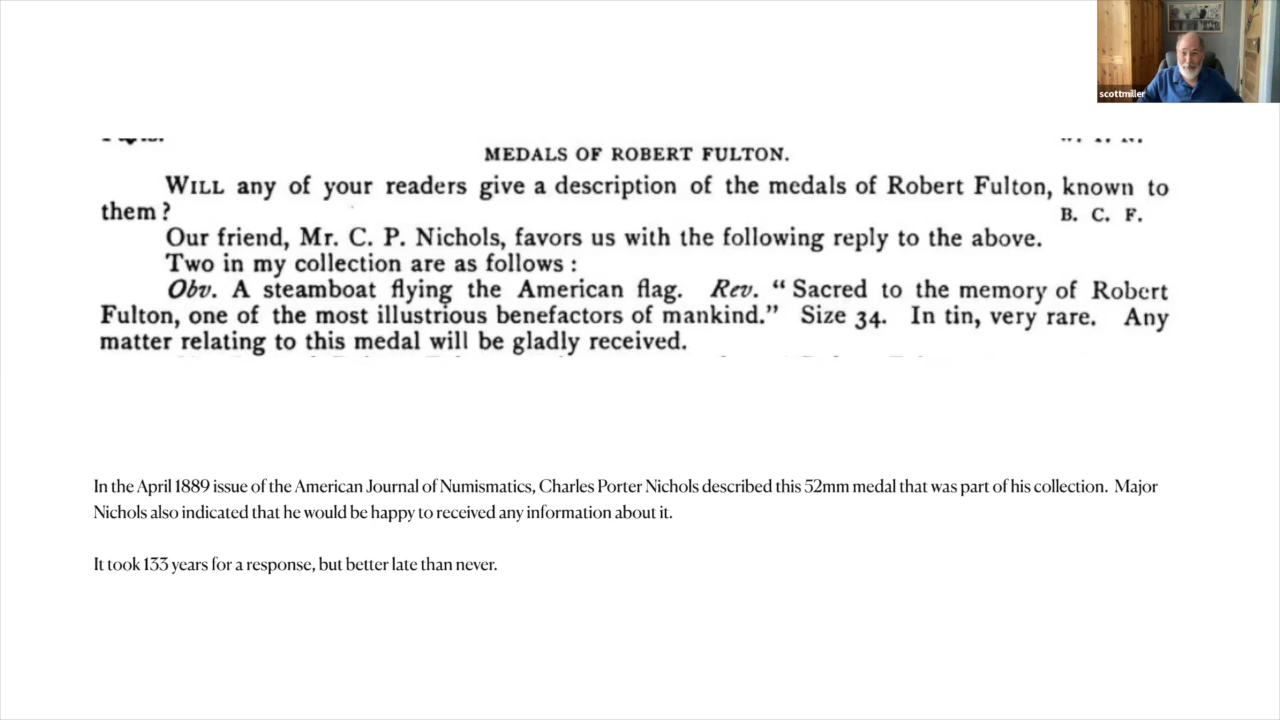 scottmiller
MEDALS OF ROBERT FULTON.
WILL any of your readers give a description of the medals of Robert Fulton, known to
them?
B. C. F.
Our friend, Mr. C. P. Nichols, favors us with the following reply to the above.
Two in my collection are as follows :
Obv. A steamboat flying the American flag. Rev. “ Sacred to the memory of Robert
Fulton, one of the most illustrious benefactors of mankind.” Size 34. In tin, very rare. Any
matter relating to this medal will be gladly received.
In the April 1889 issue of the American Journal of Numismatics, Charles Porter Nichols described this 52mm medal that was part of his collection. Major
Nichols also indicated that he would be happy to received any information about it.
It took 133 years for a response, but better late than never.